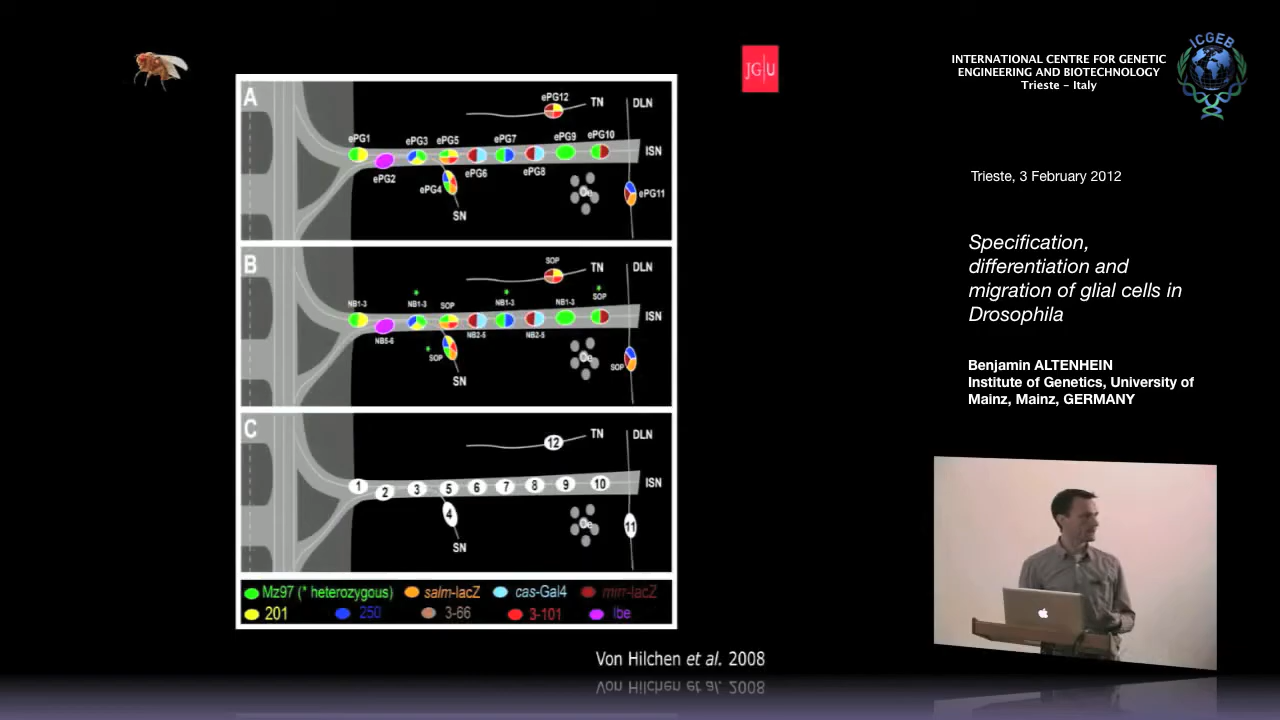 JG|U
A
ePG12
TN
DLN
ePG1
ePG3
ePG5
ePG7
ePG9
ePG10
ISN
ePG2
ePG4
ePG6
ePG8
Oe
ePG11
SN
B
SOP
TN
DLN
NB1-3
* NB1-3
SOP
* NB1-3
NB1-3
* SOP
ISN
NB5-6
* SOP
NB2-5
NB2-5
Oe
SOP
SN
C
12
TN
DLN
1
2
3
5
6
7
8
9
10
ISN
4
Oe
11
SN
Mz97 (* heterozygous)
salm-lacZ
cas-Gal4
mirr-lacZ
201
250
3-66
3-101
lbe
Von Hilchen et al. 2008
INTERNATIONAL CENTRE FOR GENETIC
ENGINEERING AND BIOTECHNOLOGY
Trieste - Italy
ICGEB
Trieste, 3 February 2012
Specification,
differentiation and
migration of glial cells in
Drosophila
Benjamin ALTENHEIN
Institute of Genetics, University of
Mainz, Mainz, GERMANY